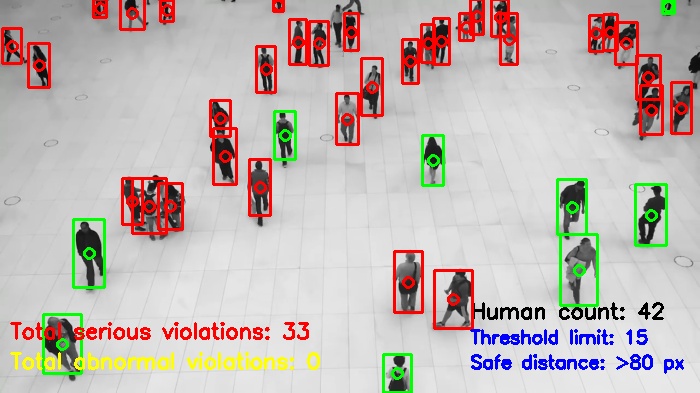 Human count: 42
Total serious violations: 33
Threshold limit: 15
Total abnormal violations: 0
Safe distance: >80 px